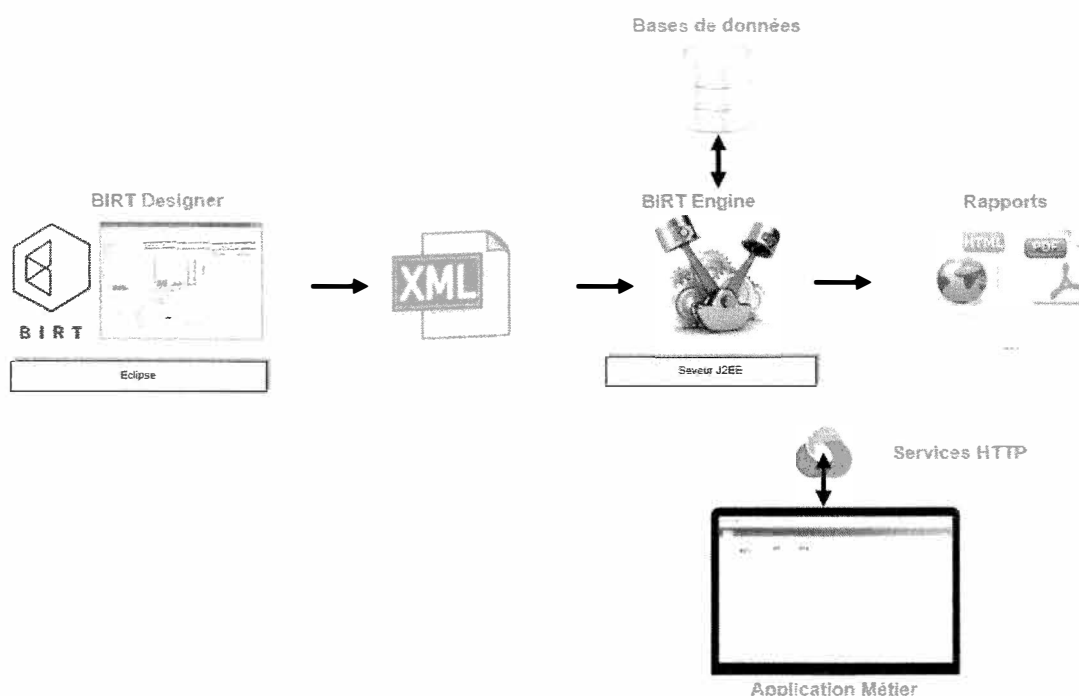 Bases de données
BIRT Designer
BIRT Engine
Rapports
BIRT
XML
HTML
PDF
Eclipse
Seveur J2EE
Services HTTP
Application Métier